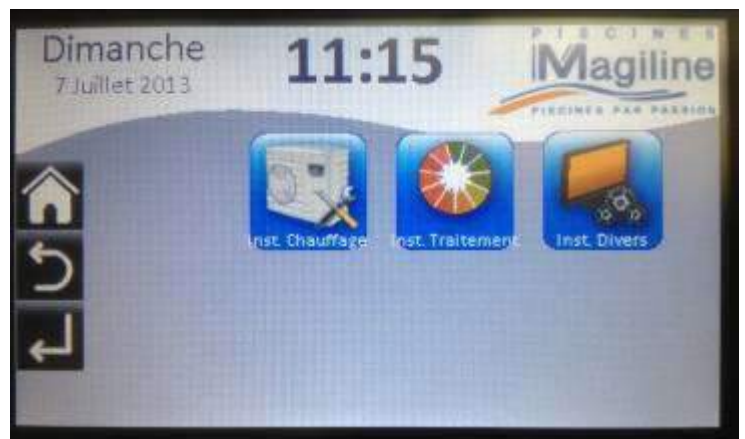 Dimanche
7 Juillet 2013
11:15
PISCINES
Magiline
PISCINES PAR PASSION
Inst. Chauffage
Inst. Traitement
Inst. Divers